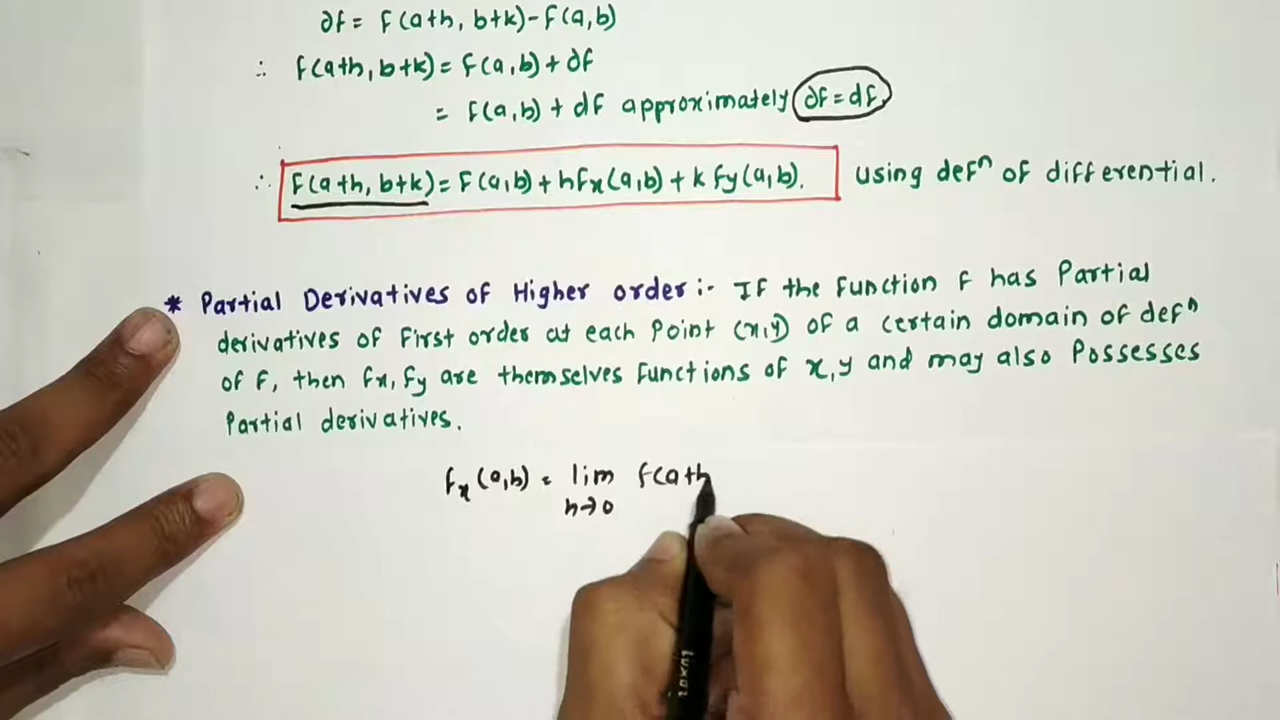 ∂f = f(a+h, b+k) - f(a,b)
∴ f(a+h, b+k) = f(a,b) + ∂f
= f(a,b) + df approximately ∂f = df.
∴ f(a+h, b+k) = f(a,b) + hfx(a,b) + k fy(a,b). using defⁿ of differential.
* Partial Derivatives of Higher order :- If the function f has Partial
derivatives of first order at each Point (x,y) of a certain domain of defⁿ
of f, then fx, fy are themselves functions of x,y and may also Possesses
Partial derivatives.
fx (a,b) = lim f(a+h
h→0